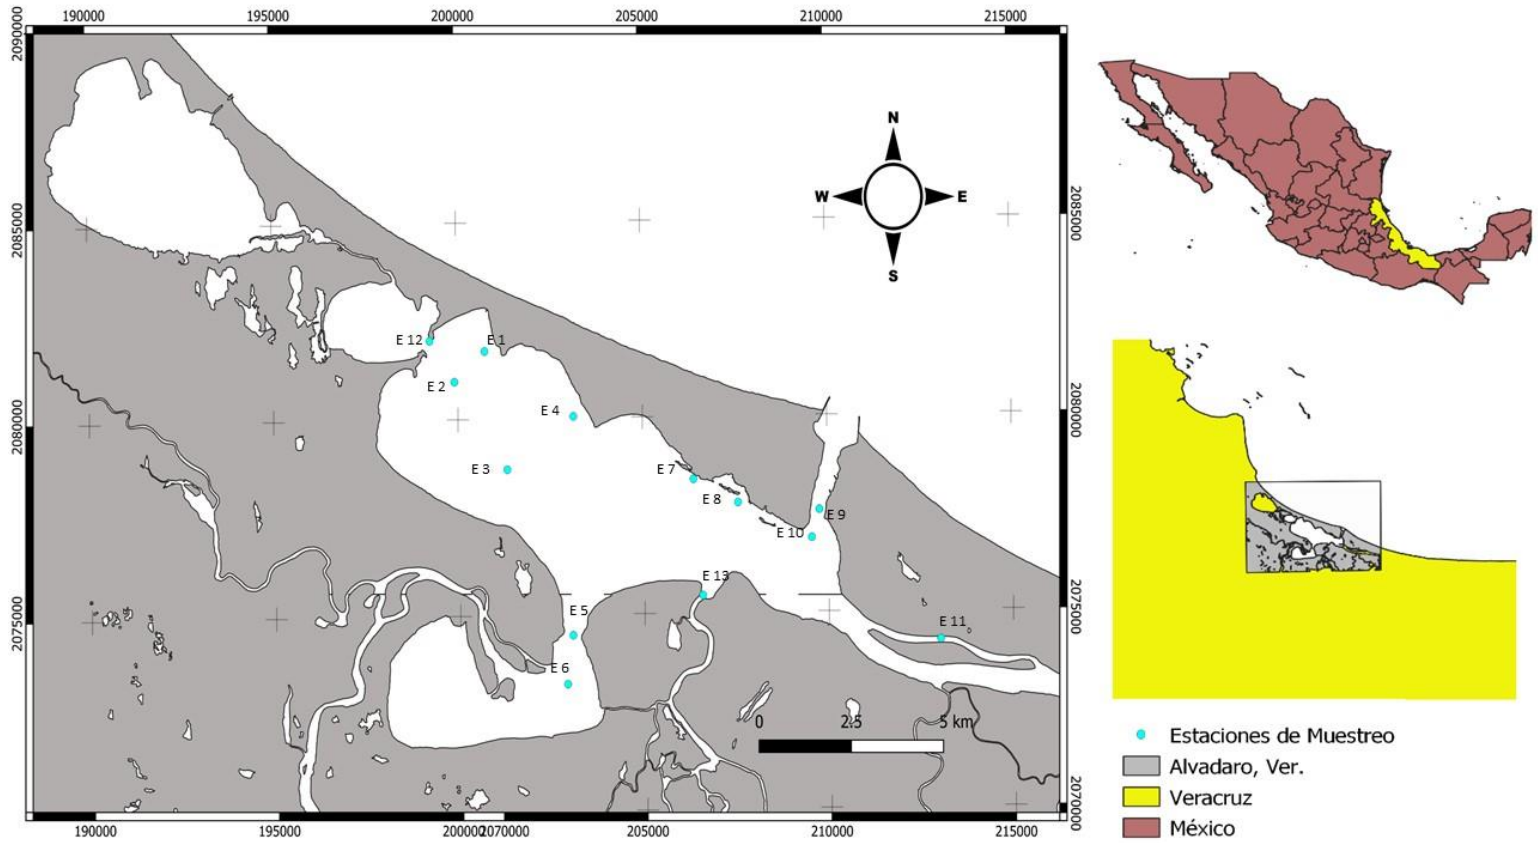 190000 195000 200000 205000 210000 215000
2090000
2085000
2080000
2075000
2085000
2080000
2075000
2070000
N
W E
S
E 12
E 1
E 2
E 4
E 3
E 7
E 8
E 9
E 10
E 13
E 5
E 11
E 6
0 2.5 5 km
190000 195000 200000 2070000 205000 210000 215000
Estaciones de Muestreo
Alvadaro, Ver.
Veracruz
México